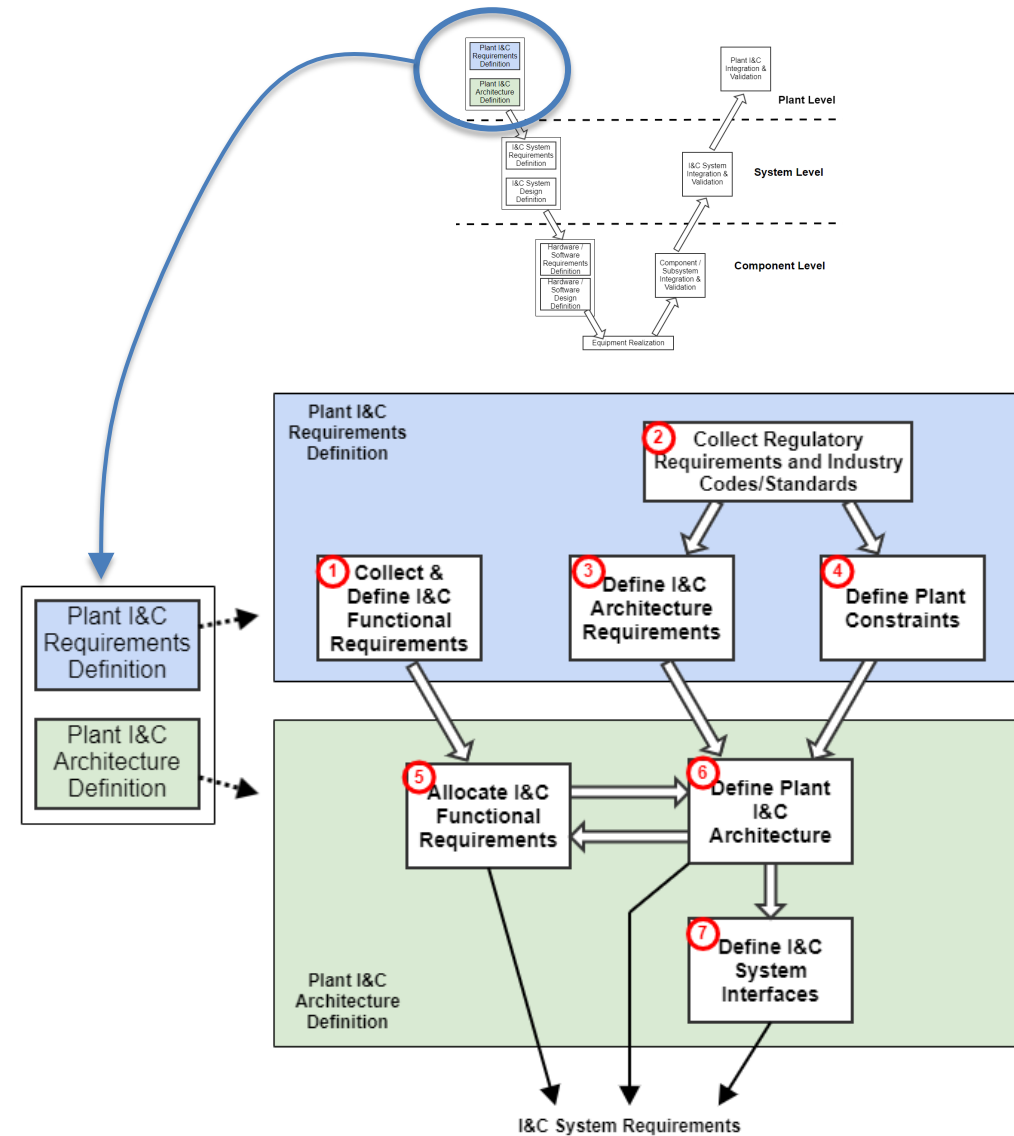 Plant I&C
Requirements
Definition
Plant I&C
Architecture
Definition
Plant I&C
Integration &
Validation
Plant Level
I&C System
Requirements
Definition
I&C System
Design
Definition
I&C System
Integration &
Validation
System Level
Hardware /
Software
Requirements
Definition
Hardware /
Software
Design
Definition
Component /
Subsystem
Integration &
Validation
Component Level
Equipment Realization
Plant I&C
Requirements
Definition
2
Collect Regulatory
Requirements and Industry
Codes/Standards
1
Collect &
Define I&C
Functional
Requirements
3
Define I&C
Architecture
Requirements
4
Define Plant
Constraints
Plant I&C
Requirements
Definition
Plant I&C
Architecture
Definition
5
Allocate I&C
Functional
Requirements
6
Define Plant
I&C
Architecture
7
Define I&C
System
Interfaces
Plant I&C
Architecture
Definition
I&C System Requirements